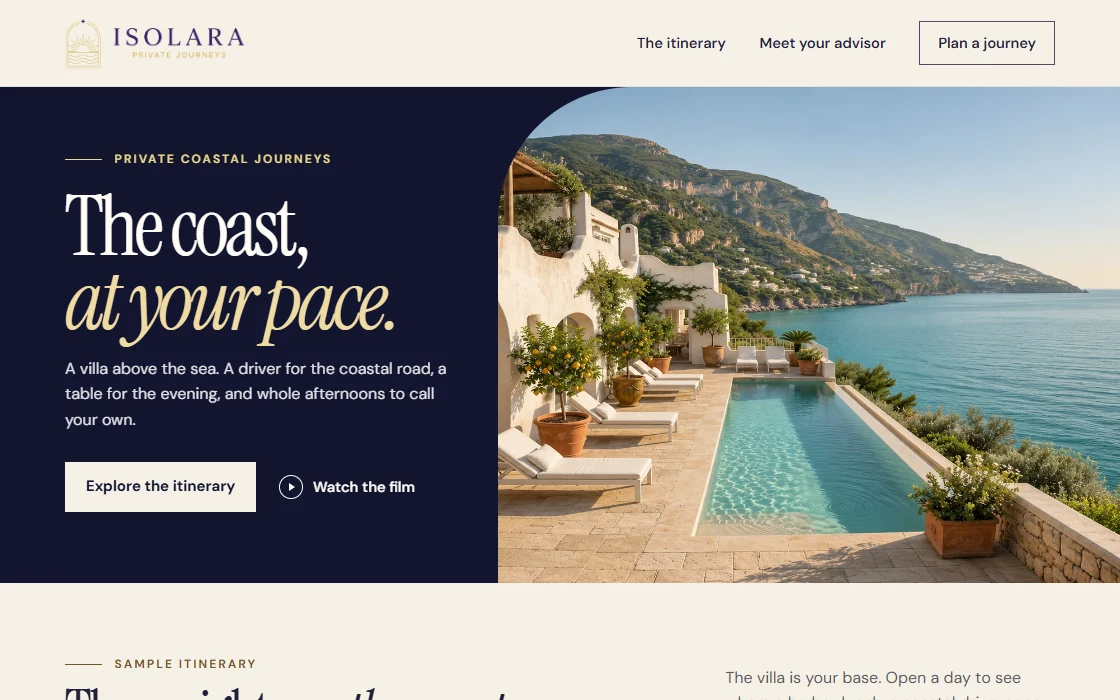 ISOLARA
PRIVATE JOURNEYS
The itinerary
Meet your advisor
Plan a journey
PRIVATE COASTAL JOURNEYS
The coast,
at your pace.
A villa above the sea. A driver for the coastal road, a
table for the evening, and whole afternoons to call
your own.
Explore the itinerary
Watch the film
SAMPLE ITINERARY
The villa is your base. Open a day to see